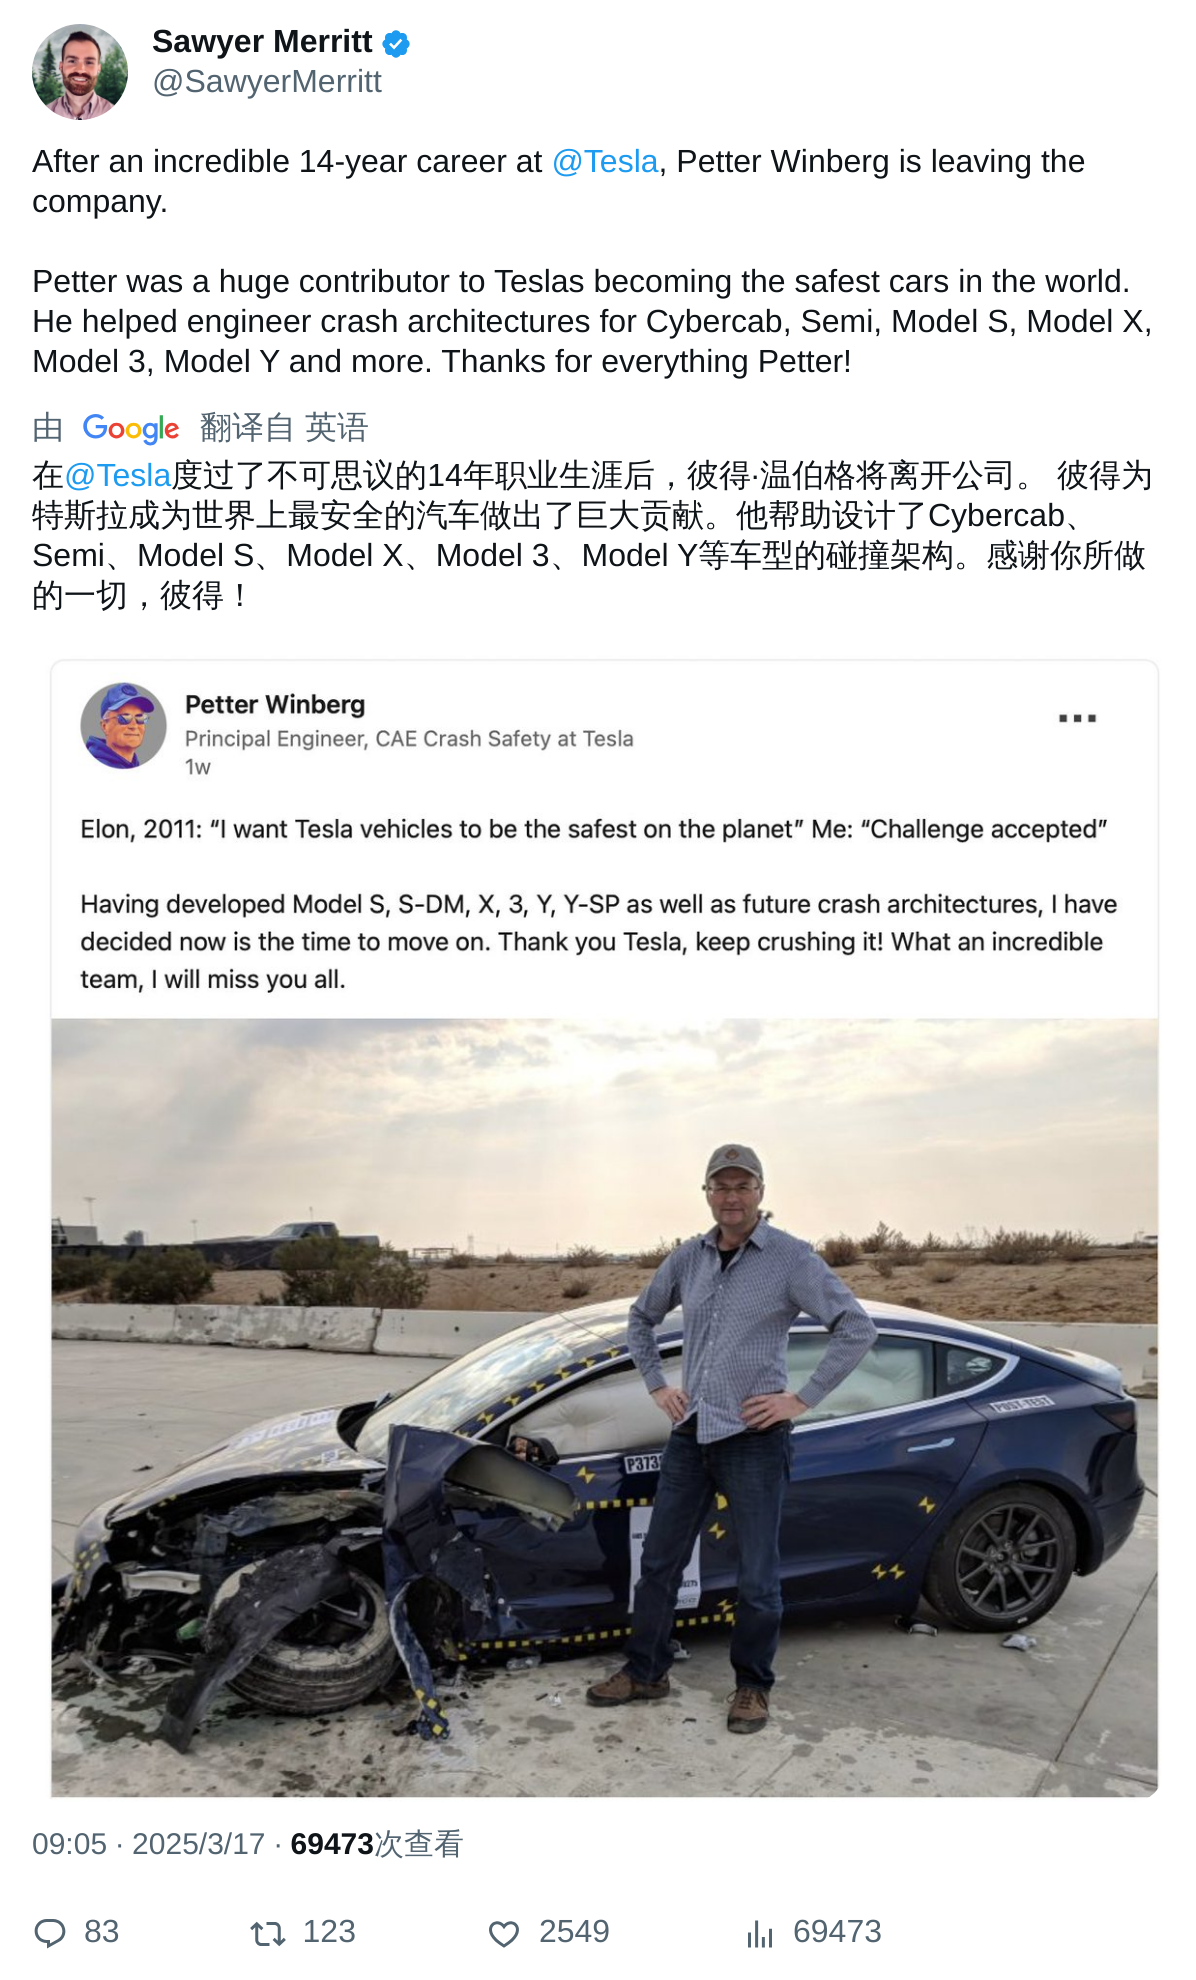 Sawyer Merritt
@SawyerMerritt
After an incredible 14-year career at @Tesla, Petter Winberg is leaving the
company.
Petter was a huge contributor to Teslas becoming the safest cars in the world.
He helped engineer crash architectures for Cybercab, Semi, Model S, Model X,
Model 3, Model Y and more. Thanks for everything Petter!
由 Google 翻译自 英语
在@Tesla度过了不可思议的14年职业生涯后，彼得·温伯格将离开公司。 彼得为
特斯拉成为世界上最安全的汽车做出了巨大贡献。他帮助设计了Cybercab、
Semi、Model S、Model X、Model 3、Model Y等车型的碰撞架构。感谢你所做
的一切，彼得！
Petter Winberg
Principal Engineer, CAE Crash Safety at Tesla
1w
Elon, 2011: “I want Tesla vehicles to be the safest on the planet” Me: “Challenge accepted”
Having developed Model S, S-DM, X, 3, Y, Y-SP as well as future crash architectures, I have
decided now is the time to move on. Thank you Tesla, keep crushing it! What an incredible
team, I will miss you all.
POST-TEST
P373
09:05 · 2025/3/17 · 69473次查看
83 123 2549 69473